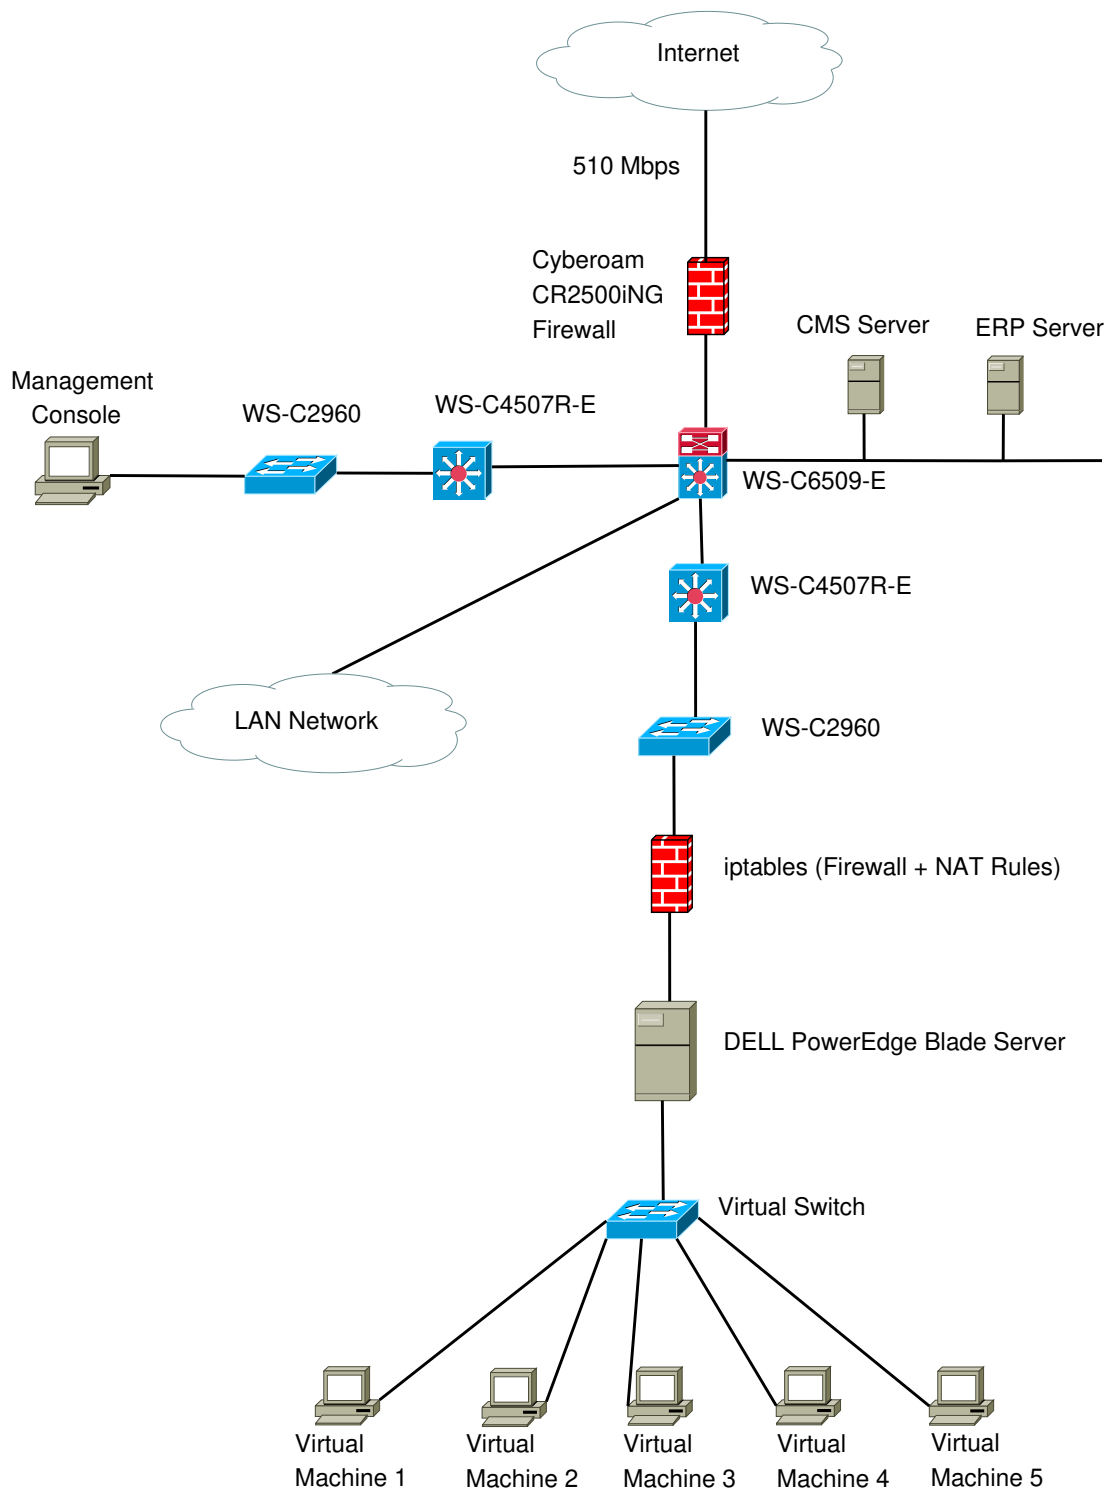 Internet
510 Mbps
Cyberoam
CR2500iNG
Firewall
CMS Server
ERP Server
Management
Console
WS-C2960
WS-C4507R-E
WS-C6509-E
WS-C4507R-E
LAN Network
WS-C2960
iptables (Firewall + NAT Rules)
DELL PowerEdge Blade Server
Virtual Switch
Virtual
Machine 1
Virtual
Machine 2
Virtual
Machine 3
Virtual
Machine 4
Virtual
Machine 5